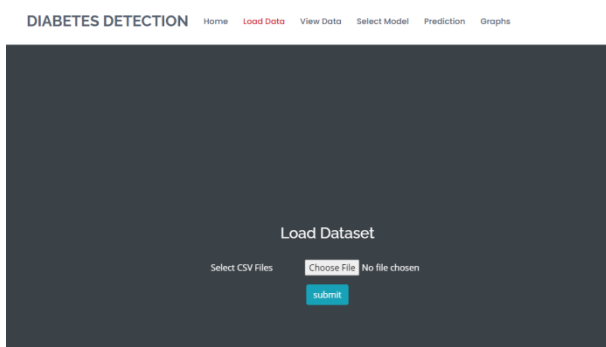 DIABETES DETECTION Home Load Data View Data Select Model Prediction Graphs
Load Dataset
Select CSV Files Choose File No file chosen
submit